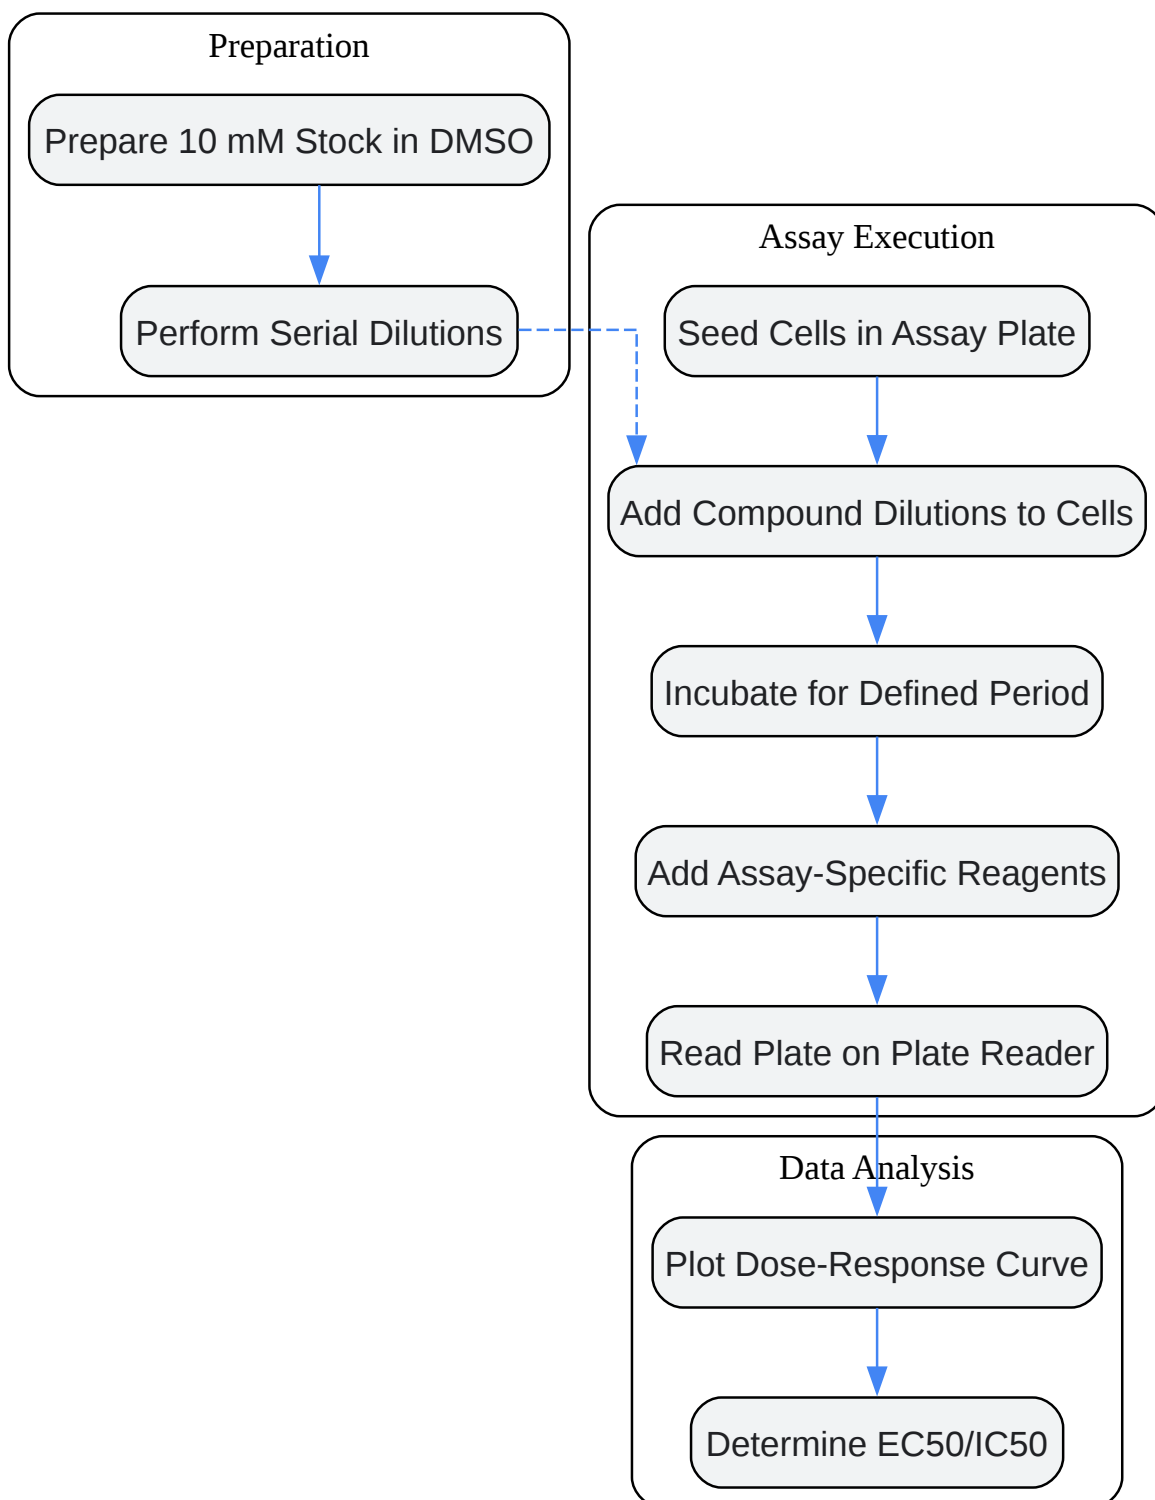 Preparation
Prepare 10 mM Stock in DMSO
Perform Serial Dilutions
Assay Execution
Seed Cells in Assay Plate
Add Compound Dilutions to Cells
Incubate for Defined Period
Add Assay-Specific Reagents
Read Plate on Plate Reader
Data Analysis
Plot Dose-Response Curve
Determine EC50/IC50